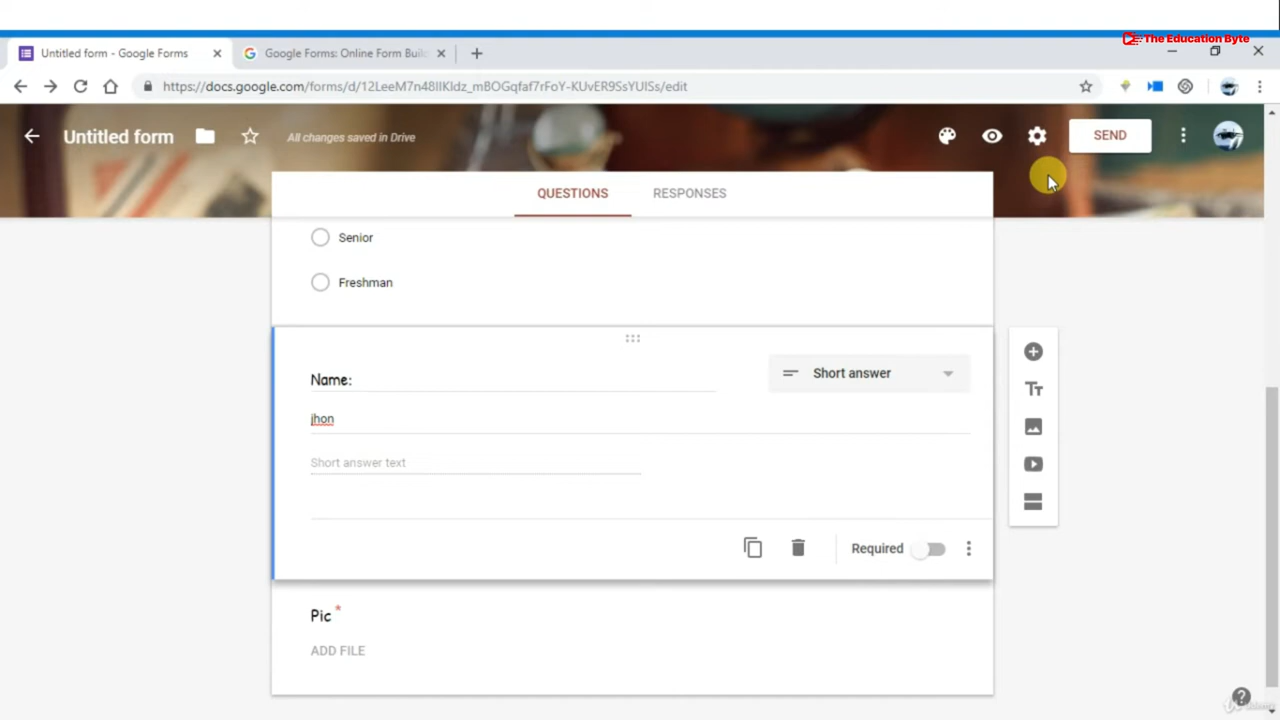 The Education Byte
Untitled form - Google Forms
Google Forms: Online Form Buil
https://docs.google.com/forms/d/12LeeM7n48IIKldz_mBOGqfaf7rFoY-KUvER9SsYUISs/edit
Untitled form
All changes saved in Drive
SEND
QUESTIONS
RESPONSES
Senior
Freshman
Name:
Short answer
jhon
Short answer text
Required
Pic *
ADD FILE